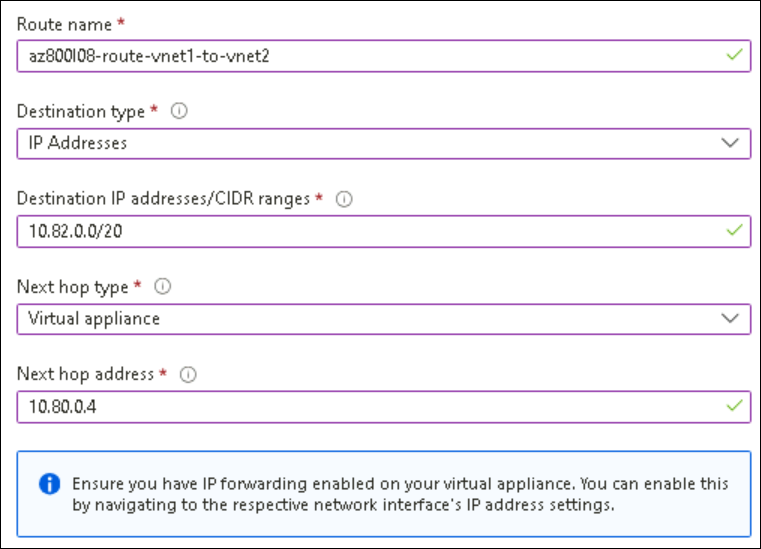 Route name *
az800l08-route-vnet1-to-vnet2
Destination type *
IP Addresses
Destination IP addresses/CIDR ranges *
10.82.0.0/20
Next hop type *
Virtual appliance
Next hop address *
10.80.0.4
Ensure you have IP forwarding enabled on your virtual appliance. You can enable this
by navigating to the respective network interface's IP address settings.